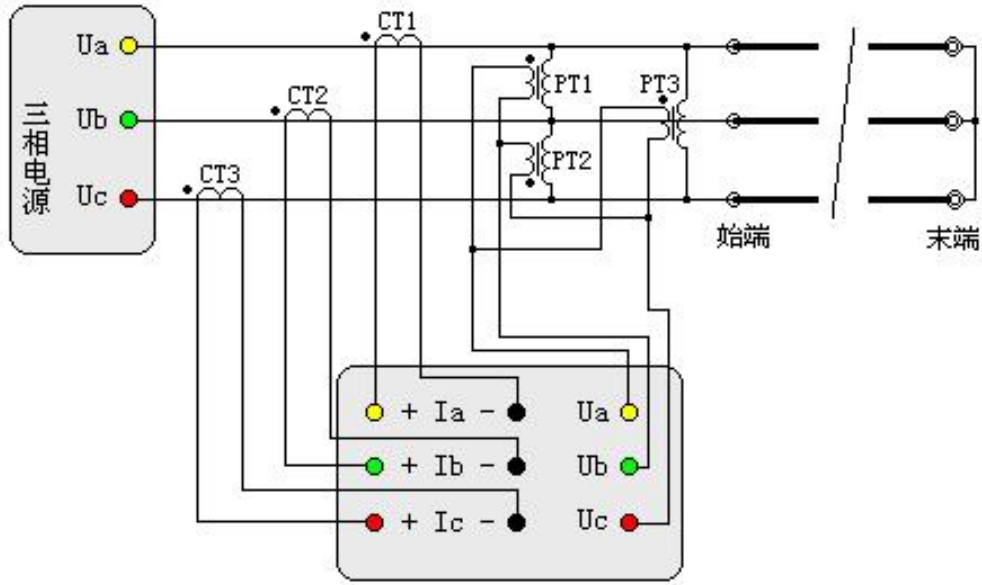 CT1
Ua
CT2
PT1
PT3
三相电源
Ub
CT3
PT2
Uc
始端
末端
+ Ia -
Ua
+ Ib -
Ub
+ Ic -
Uc